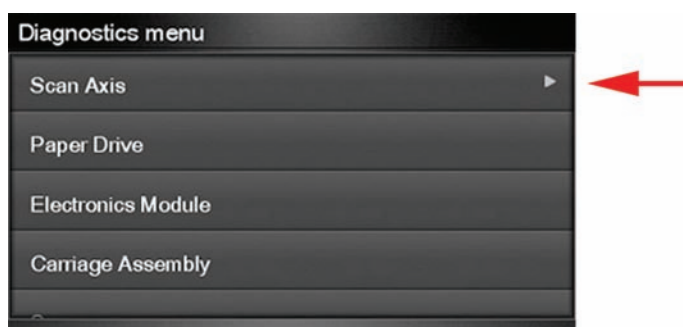 Diagnostics menu
Scan Axis
Paper Drive
Electronics Module
Carriage Assembly